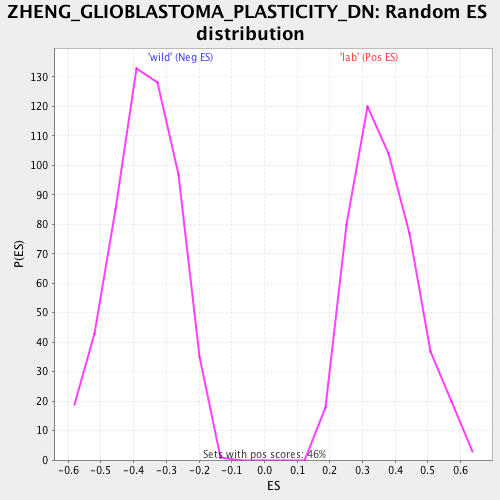 ZHENG_GLIOBLASTOMA_PLASTICITY_DN: Random ES
distribution
'wild' (Neg ES) 'lab' (Pos ES)
130
120
110
100
90
80
70
60
50
40
30
20
10
0
P(ES)
Sets with pos scores: 46%
-0.6 -0.5 -0.4 -0.3 -0.2 -0.1 0.0 0.1 0.2 0.3 0.4 0.5 0.6
ES